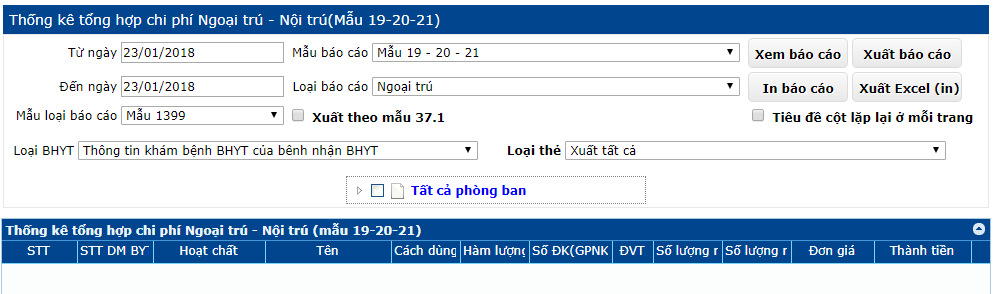 Thống kê tổng hợp chi phí Ngoại trú - Nội trú(Mẫu 19-20-21)
Từ ngày 23/01/2018 Mẫu báo cáo Mẫu 19 - 20 - 21 Xem báo cáo Xuất báo cáo
Đến ngày 23/01/2018 Loại báo cáo Ngoại trú In báo cáo Xuất Excel (in)
Mẫu loại báo cáo Mẫu 1399 Xuất theo mẫu 37.1 Tiêu đề cột lặp lại ở mỗi trang
Loại BHYT Thông tin khám bệnh BHYT của bênh nhận BHYT Loại thẻ Xuất tất cả
Tất cả phòng ban
Thống kê tổng hợp chi phí Ngoại trú - Nội trú (mẫu 19-20-21)
STT STT DM BY Hoạt chất Tên Cách dùng Hàm lượng Số ĐK(GPNK ĐVT Số lượng Số lượng Đơn giá Thành tiền